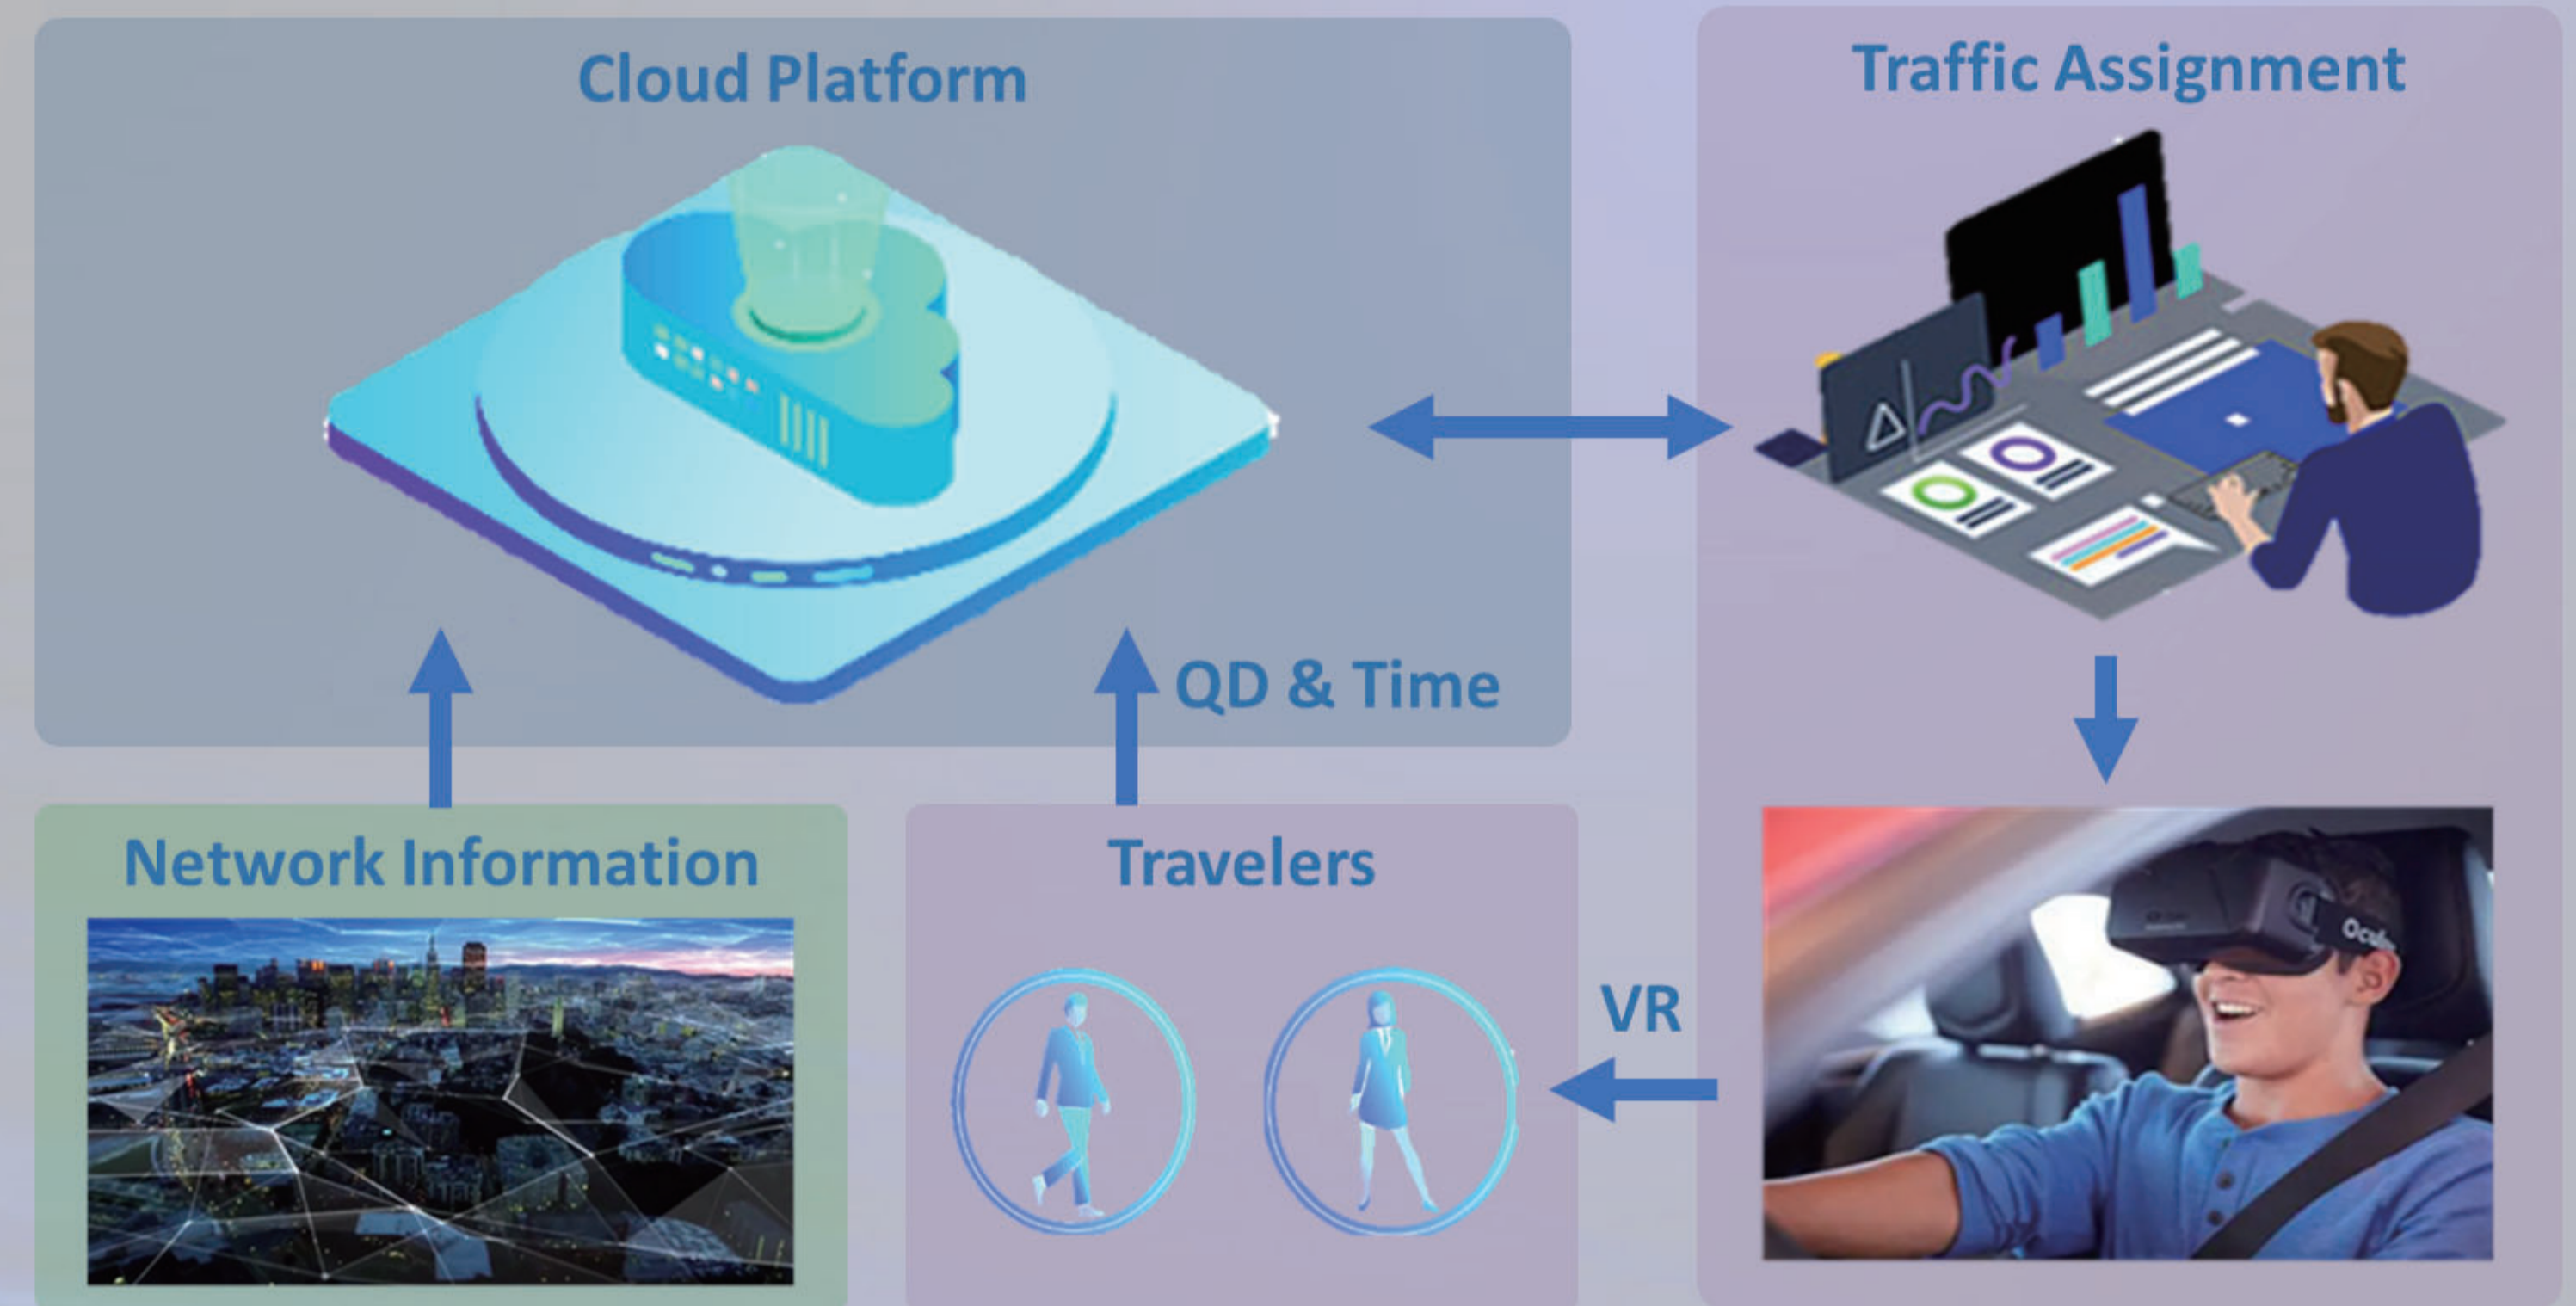 Cloud Platform
Traffic Assignment
QD & Time
Network Information
Travelers
VR